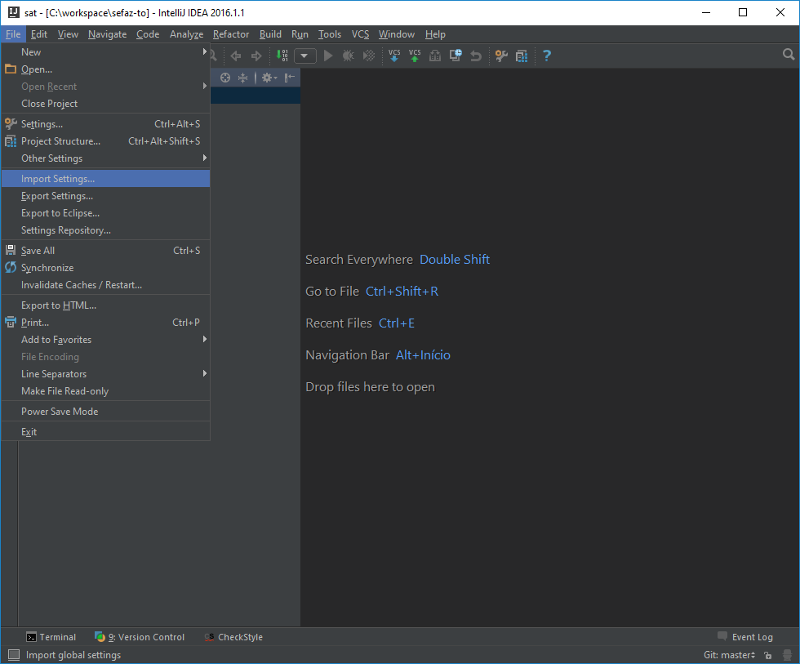 sat - [C:\workspace\sefaz-to] - IntelliJ IDEA 2016.1.1
File Edit View Navigate Code Analyze Refactor Build Run Tools VCS Window Help
New
Open...
Open Recent
Close Project
Settings... Ctrl+Alt+S
Project Structure... Ctrl+Alt+Shift+S
Other Settings
Import Settings...
Export Settings...
Export to Eclipse...
Settings Repository...
Save All Ctrl+S
Synchronize
Invalidate Caches / Restart...
Export to HTML...
Print... Ctrl+P
Add to Favorites
File Encoding
Line Separators
Make File Read-only
Power Save Mode
Exit
VCS VCS
Search Everywhere Double Shift
Go to File Ctrl+Shift+R
Recent Files Ctrl+E
Navigation Bar Alt+Início
Drop files here to open
Terminal 9: Version Control CheckStyle Event Log
Import global settings Git: master